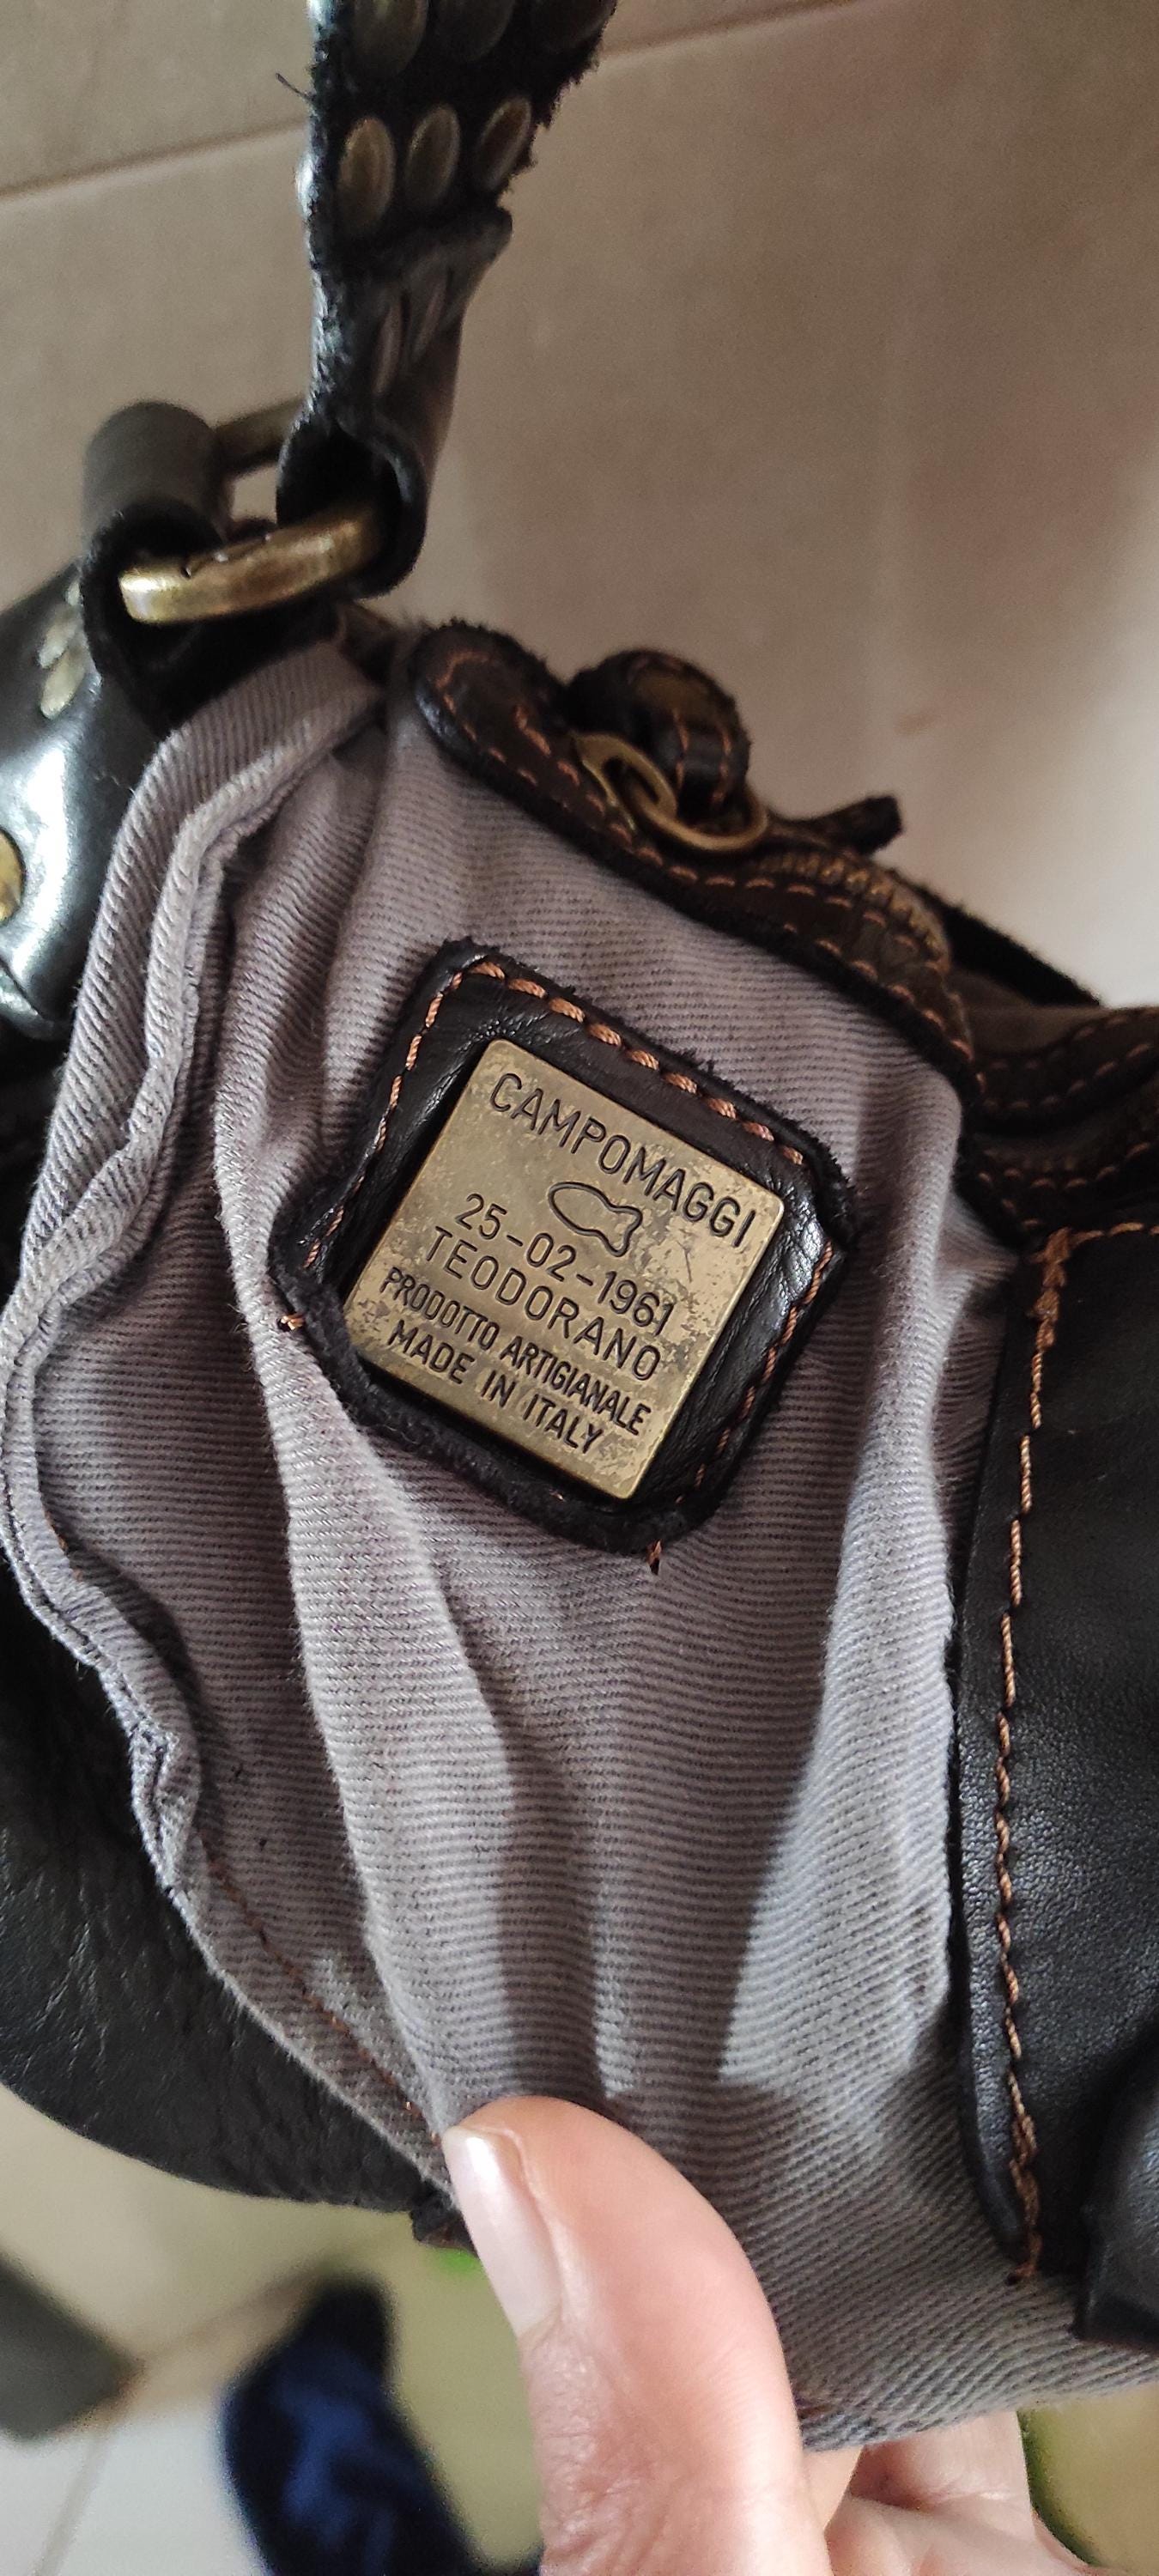 CAMPOMAGGI
25-02-1961
TEODORANO
PRODOTTO ARTIGIANALE
MADE IN ITALY